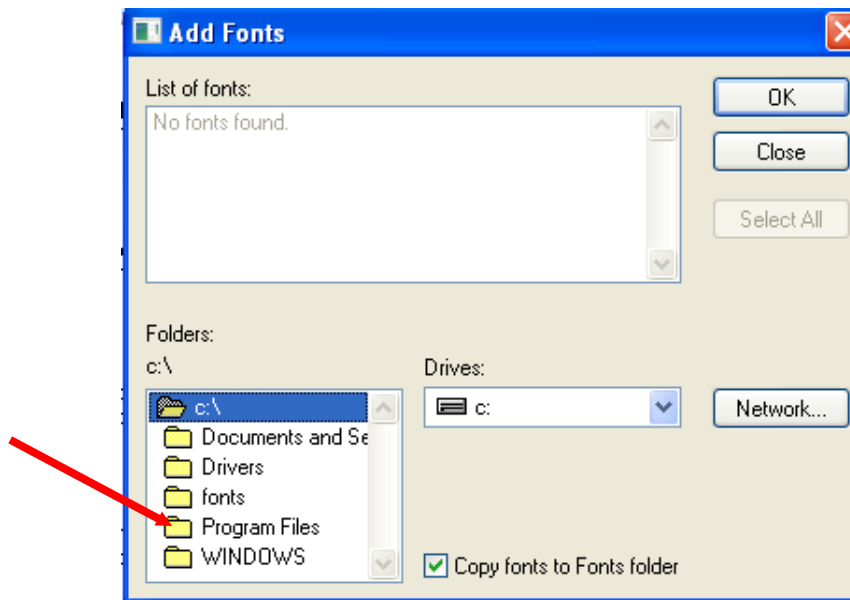 Add Fonts
List of fonts:
No fonts found.
OK
Close
Select All
Folders:
c:\
Drives:
c:\
Documents and Se
Drivers
fonts
Program Files
WINDOWS
c:
Network...
Copy fonts to Fonts folder